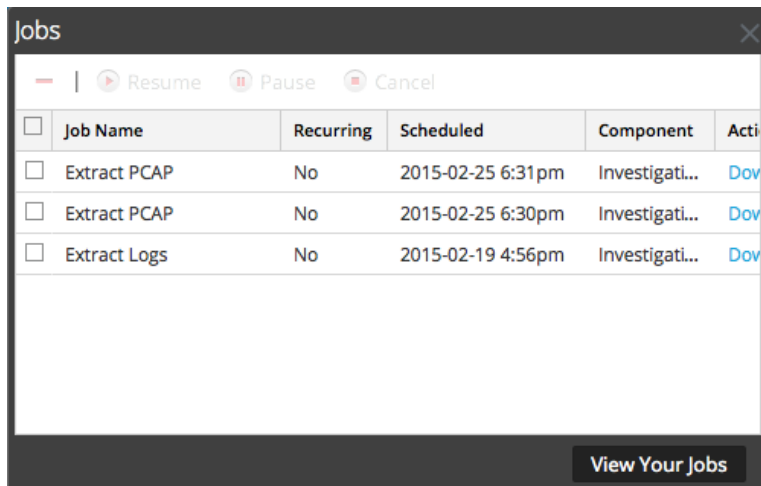 Jobs
Resume Pause Cancel
Job Name Recurring Scheduled Component Acti
Extract PCAP No 2015-02-25 6:31pm Investigati... Dow
Extract PCAP No 2015-02-25 6:30pm Investigati... Dow
Extract Logs No 2015-02-19 4:56pm Investigati... Dow
View Your Jobs